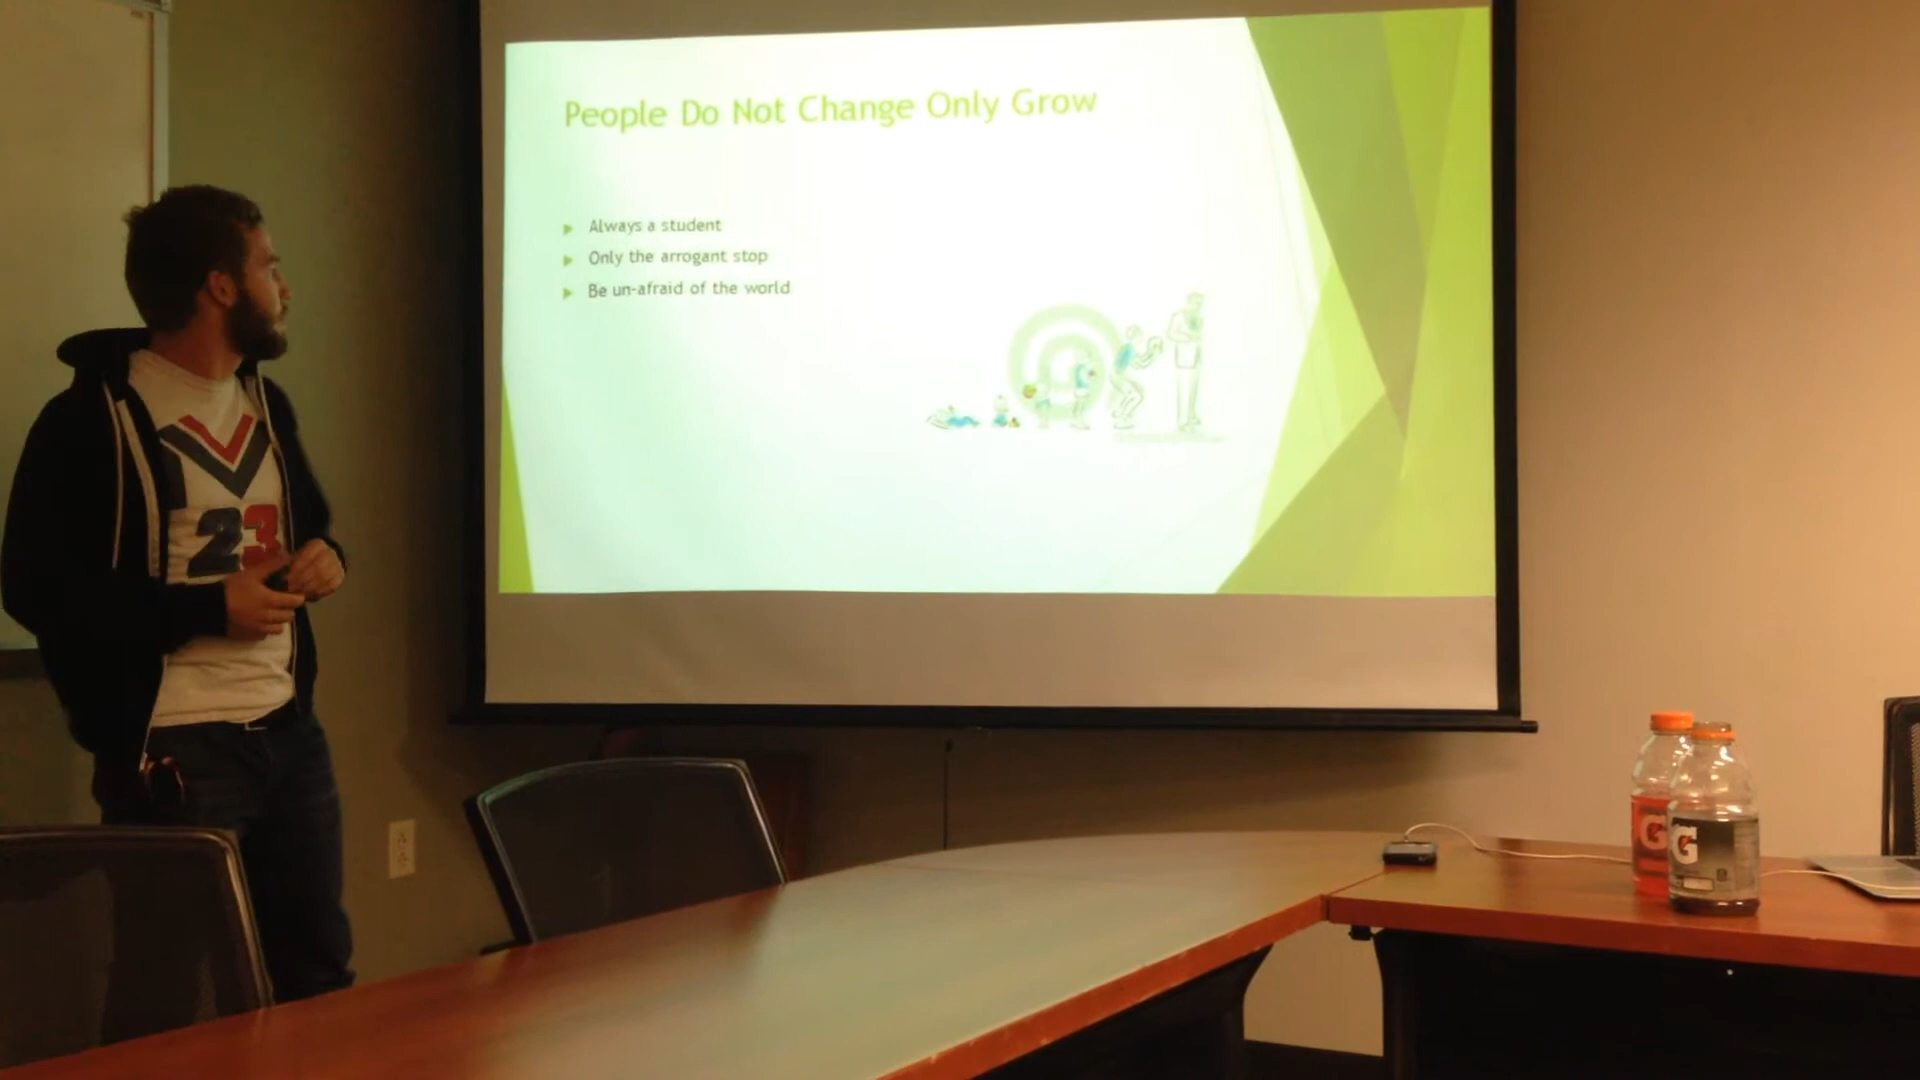 People Do Not Change Only Grow
Always a student
Only the arrogant stop
Be un-afraid of the world
23
G
G